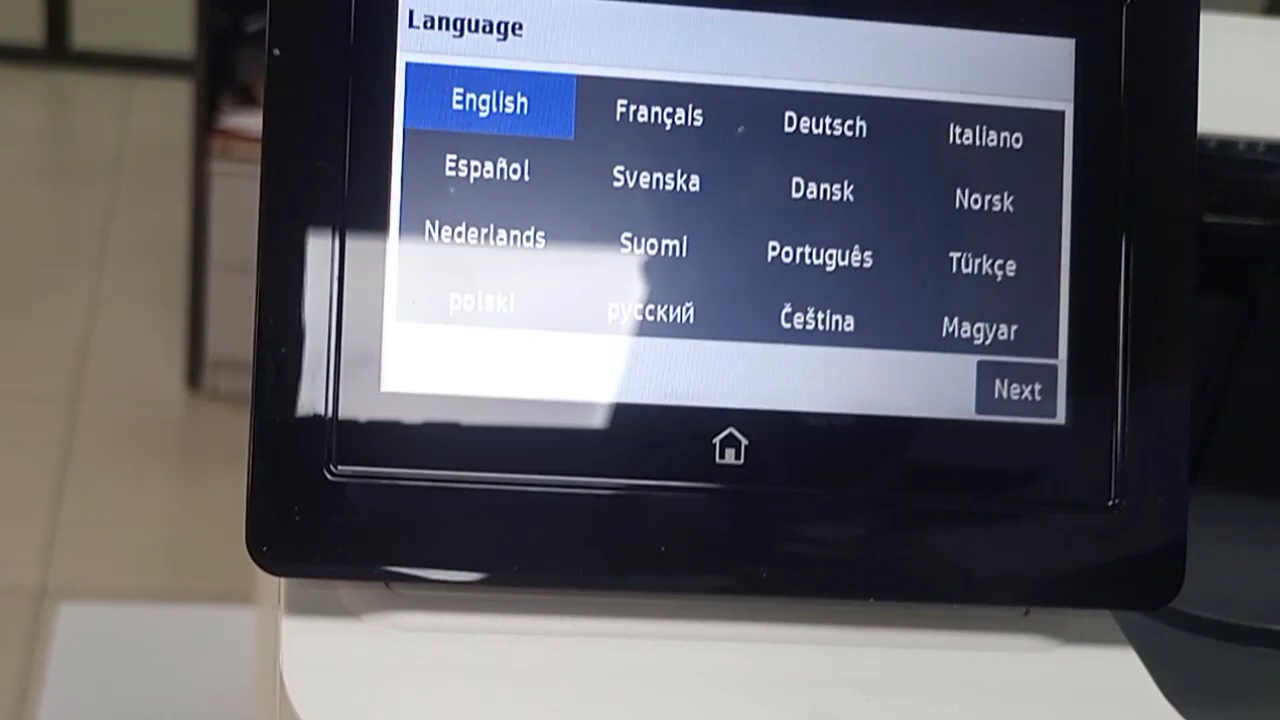 Language
English Français Deutsch Italiano
Español Svenska Dansk Norsk
Nederlands Suomi Português Türkçe
polski русский Čeština Magyar
Next